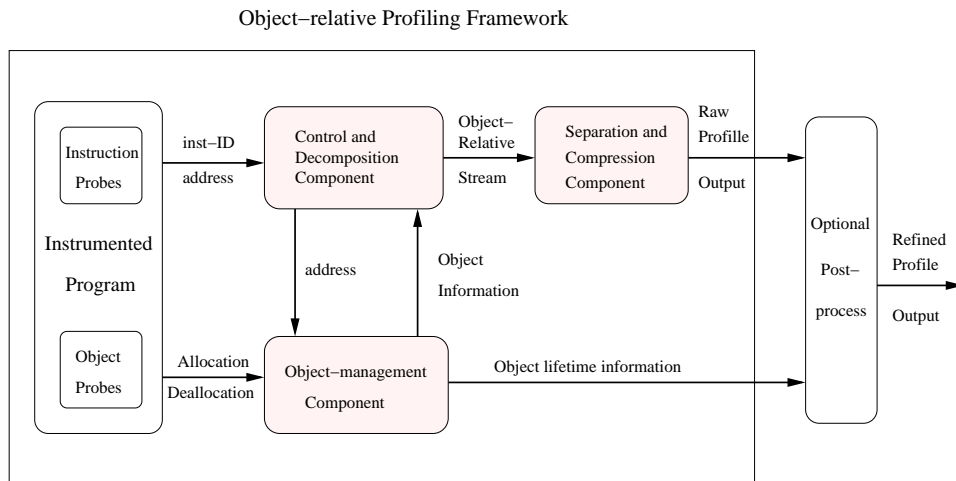 Object−relative Profiling Framework
Instruction
Probes
Instrumented
Program
Object
Probes
inst−ID
address
Allocation
Deallocation
Control and
Decomposition
Component
address
Object
Information
Object−management
Component
Object−
Relative
Stream
Separation and
Compression
Component
Raw
Profille
Output
Object lifetime information
Optional
Post−
process
Refined
Profile
Output